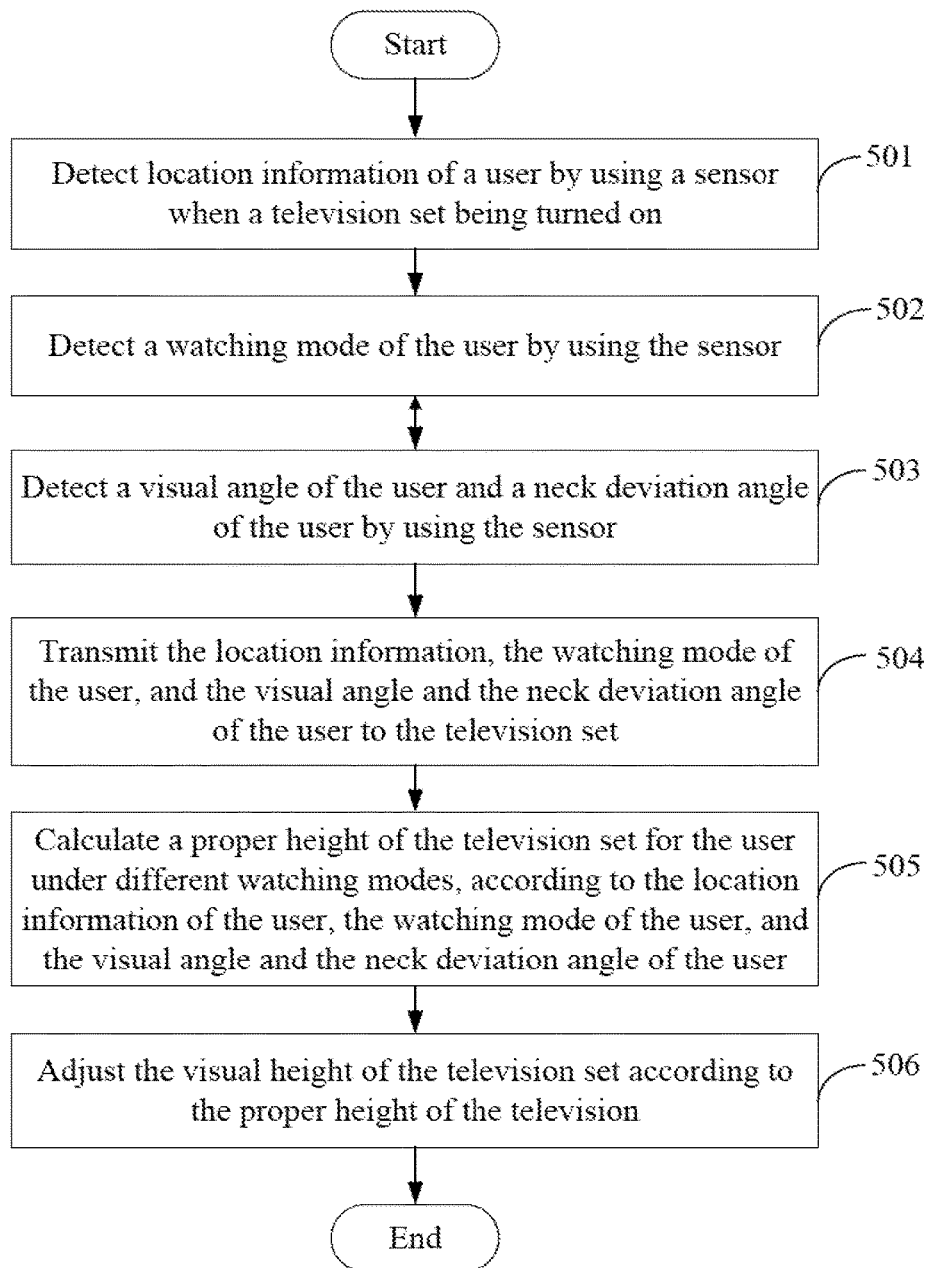 Start
Detect location information of a user by using a sensor
when a television set being turned on
501
Detect a watching mode of the user by using the sensor
502
Detect a visual angle of the user and a neck deviation angle
of the user by using the sensor
503
Transmit the location information, the watching mode of
the user, and the visual angle and the neck deviation angle
of the user to the television set
504
Calculate a proper height of the television set for the user
under different watching modes, according to the location
information of the user, the watching mode of the user, and
the visual angle and the neck deviation angle of the user
505
Adjust the visual height of the television set according to
the proper height of the television
506
End